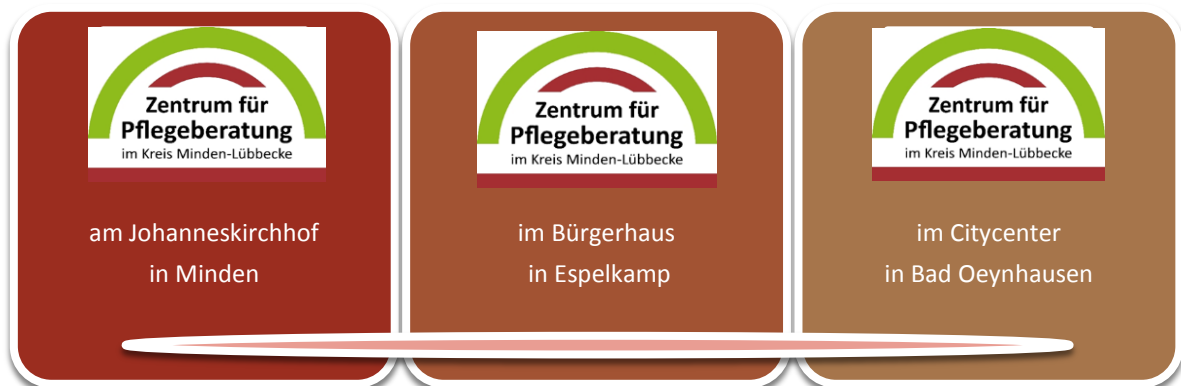 Zentrum für
Pflegeberatung
im Kreis Minden-Lübbecke
am Johanneskirchhof
in Minden
Zentrum für
Pflegeberatung
im Kreis Minden-Lübbecke
im Bürgerhaus
in Espelkamp
Zentrum für
Pflegeberatung
im Kreis Minden-Lübbecke
im Citycenter
in Bad Oeynhausen